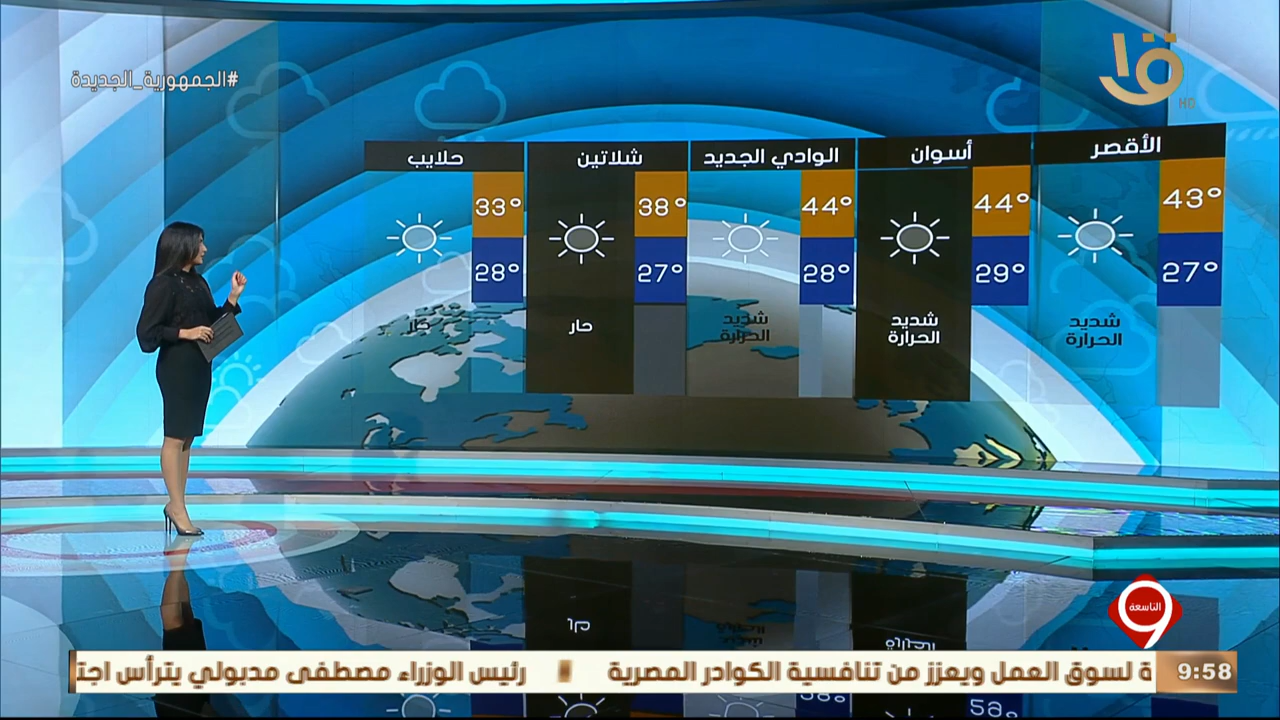 #الجمهورية_الجديدة
HD
الأقصر
43°
27°
شديد
الحرارة
أسوان
44°
29°
شديد
الحرارة
الوادي الجديد
44°
28°
شديد
الحرارة
شلاتين
38°
27°
حار
حلايب
33°
28°
حار
التاسعة
9
9:58
ة لسوق العمل ويعزز من تنافسية الكوادر المصرية
رئيس الوزراء مصطفى مدبولي يترأس اجت